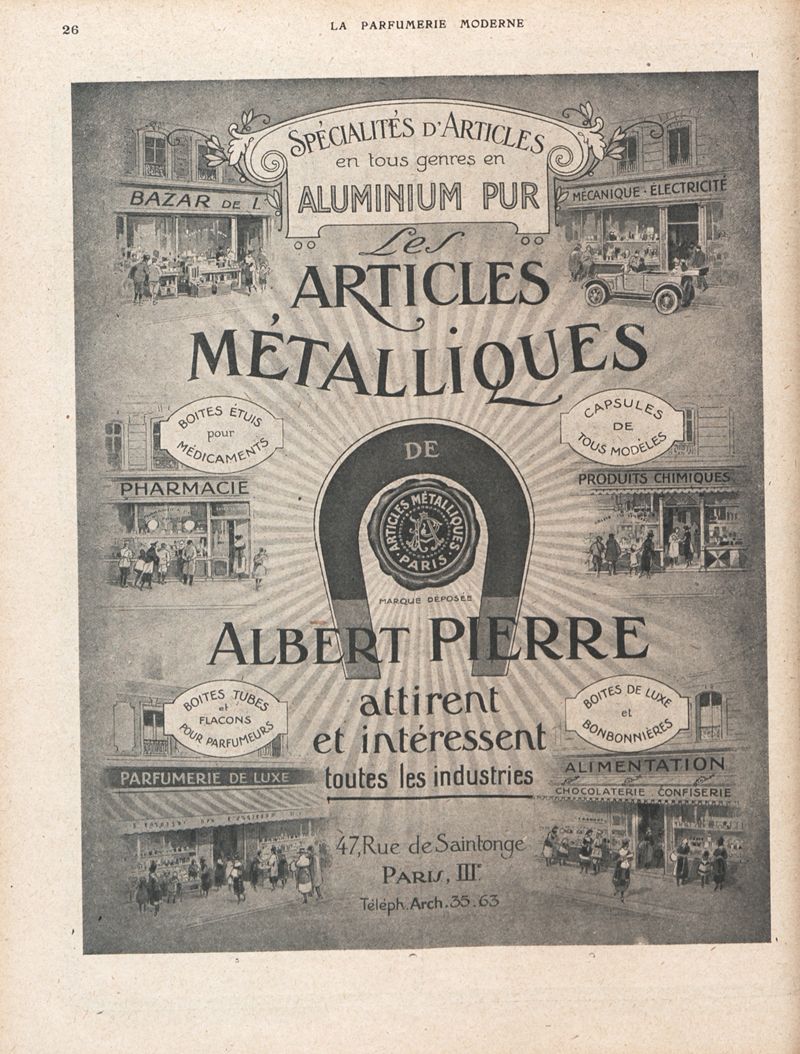 26
LA PARFUMERIE MODERNE
SPÉCIALITÉS D'ARTICLES
en tous genres en
ALUMINIUM PUR
BAZAR DE L'
MÉCANIQUE - ÉLECTRICITÉ
Les
ARTICLES
MÉTALLIQUES
BOITES ÉTUIS
pour
MÉDICAMENTS
CAPSULES
DE
TOUS MODÈLES
DE
PHARMACIE
PRODUITS CHIMIQUES
ARTICLES MÉTALLIQUES
AP
PARIS
MARQUE DÉPOSÉE
ALBERT PIERRE
BOITES TUBES
et
FLACONS
POUR PARFUMEURS
attirent
et intéressent
toutes les industries
BOITES DE LUXE
et
BONBONNIÈRES
PARFUMERIE DE LUXE
ALIMENTATION
CHOCOLATERIE CONFISERIE
47, Rue de Saintonge
PARIS, IIIe
Téléph. Arch. 35.63